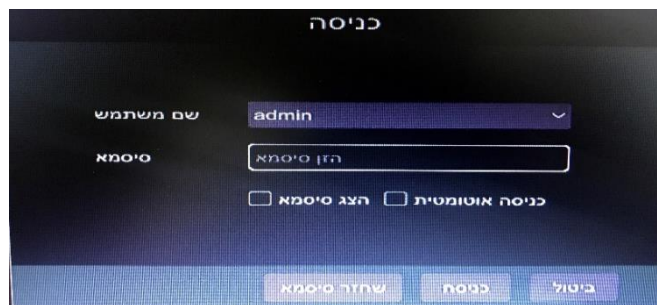 כניסה
שם משתמש admin
סיסמא הזן סיסמא
הצג סיסמא כניסה אוטומטית
שחזר סיסמא כניסה ביטול